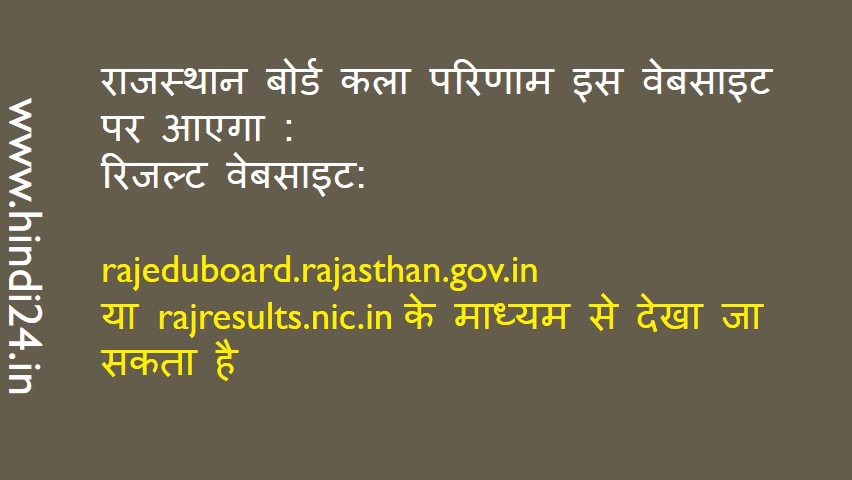 राजस्थान बोर्ड कला परिणाम इस वेबसाइट
पर आएगा :
रिजल्ट वेबसाइट:
rajeduboard.rajasthan.gov.in
या rajresults.nic.in के माध्यम से देखा जा
सकता है
www.hindi24.in